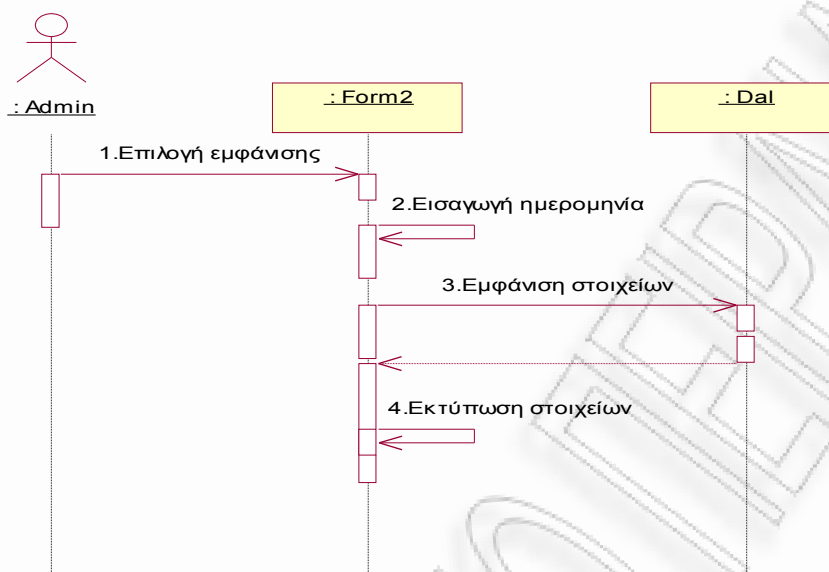 : Admin
: Form2
: Dal
1.Επιλογή εμφάνισης
2.Εισαγωγή ημερομηνία
3.Εμφάνιση στοιχείων
4.Εκτύπωση στοιχείων